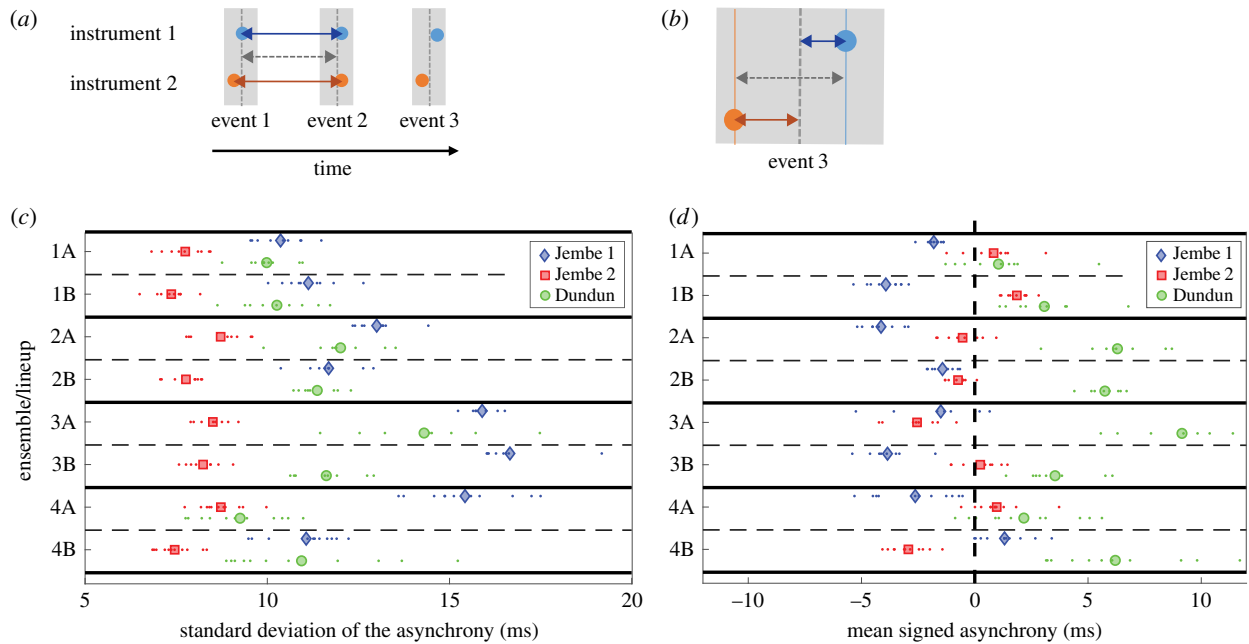 (a)
instrument 1
instrument 2
event 1 event 2 event 3
time
(b)
event 3
(c)
ensemble/lineup
1A
1B
2A
2B
3A
3B
4A
4B
Jembe 1
Jembe 2
Dundun
5 10 15 20
standard deviation of the asynchrony (ms)
(d)
1A
1B
2A
2B
3A
3B
4A
4B
Jembe 1
Jembe 2
Dundun
−10 −5 0 5 10
mean signed asynchrony (ms)